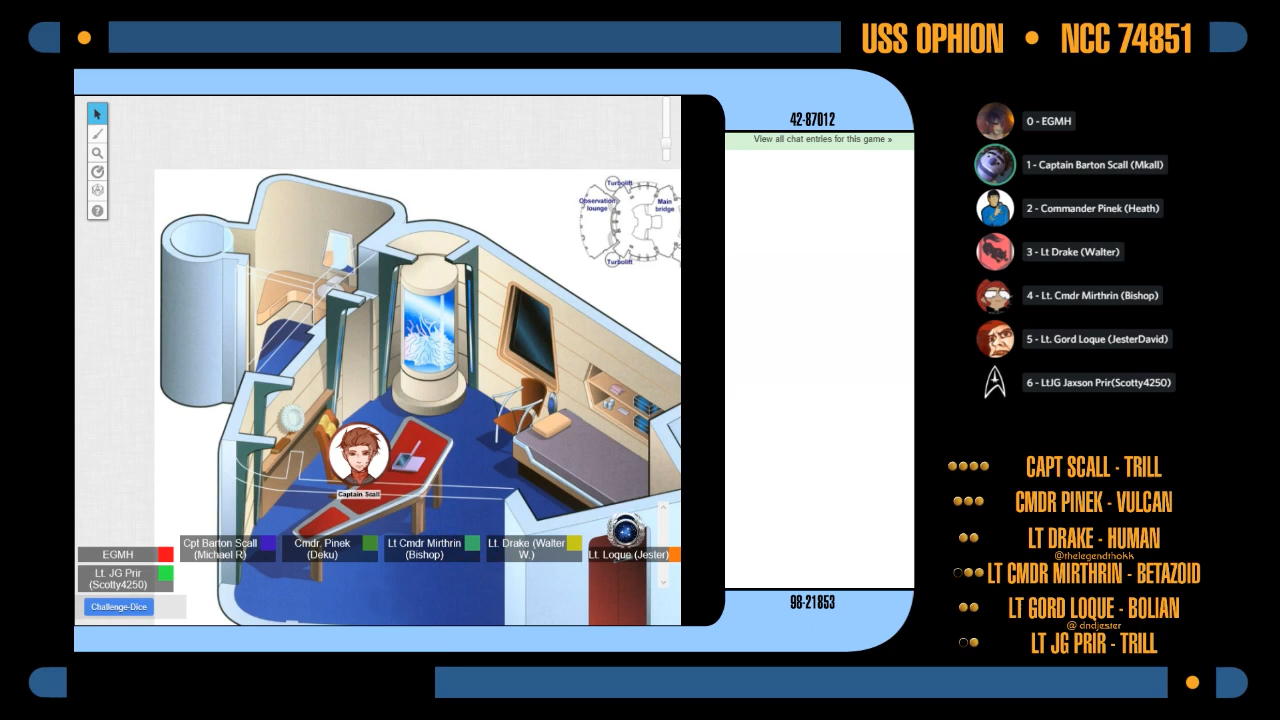 USS OPHION • NCC 74851
42-87012
View all chat entries for this game »
Turbolift
Observation
lounge
Main
bridge
Turbolift
0 - EGMH
1 - Captain Barton Scall (Mkall)
2 - Commander Pinek (Heath)
3 - Lt Drake (Walter)
4 - Lt. Cmdr Mirthrin (Bishop)
5 - Lt. Gord Loque (JesterDavid)
6 - LtJG Jaxson Prir(Scotty4250)
Captain Scall
EGMH
Cpt Barton Scall
(Michael R)
Cmdr. Pinek
(Deku)
Lt Cmdr Mirthrin
(Bishop)
Lt. Drake (Walter
W.)
Lt. Loque (Jester)
Lt. JG Prir
(Scotty4250)
Challenge-Dice
98-21853
CAPT SCALL - TRILL
CMDR PINEK - VULCAN
LT DRAKE - HUMAN
@thelegendthokk
LT CMDR MIRTHRIN - BETAZOID
LT GORD LOQUE - BOLIAN
@ dndjester
LT JG PRIR - TRILL